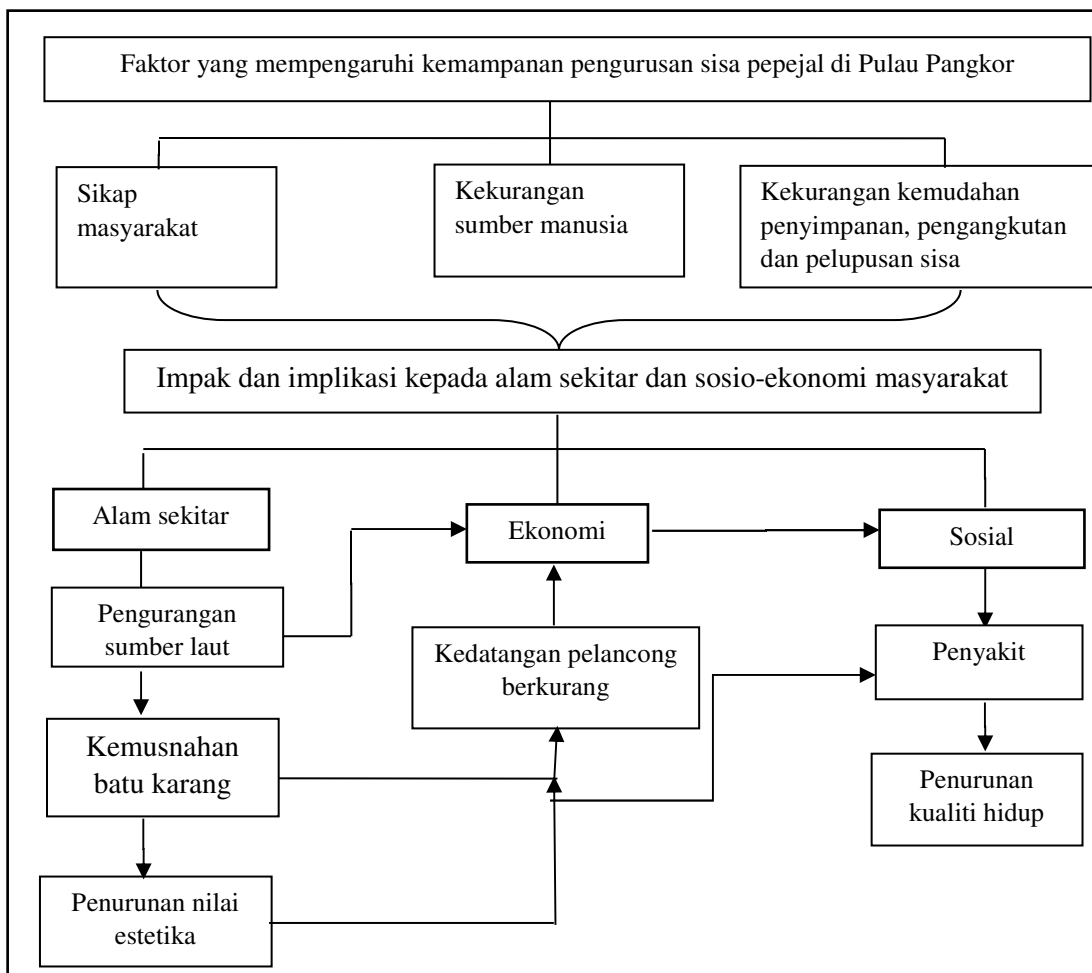 Faktor yang mempengaruhi kemampanan pengurusan sisa pepejal di Pulau Pangkor
Sikap
masyarakat
Kekurangan
sumber manusia
Kekurangan kemudahan
penyimpanan, pengangkutan
dan pelupusan sisa
Impak dan implikasi kepada alam sekitar dan sosio-ekonomi masyarakat
Alam sekitar
Ekonomi
Sosial
Pengurangan
sumber laut
Kedatangan pelancong
berkurang
Penyakit
Kemusnahan
batu karang
Penurunan
kualiti hidup
Penurunan nilai
estetika